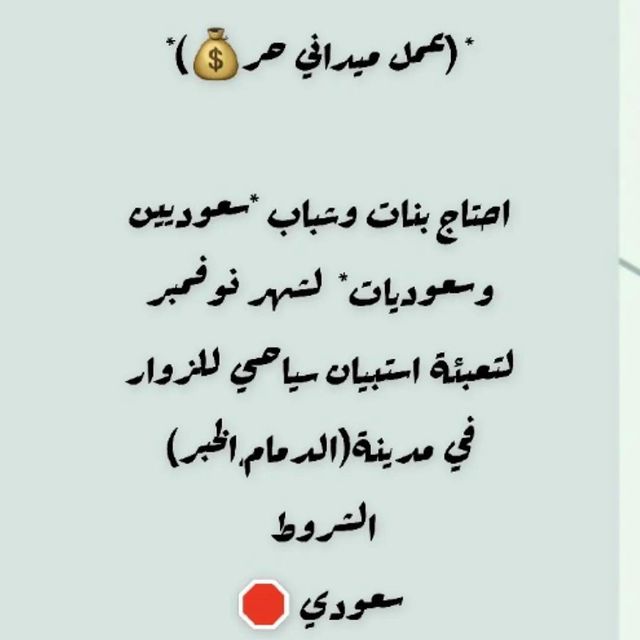 *(عمل ميداني حر💰)*
احتاج بنات وشباب *سعوديين
وسعوديات* لشهر نوفمبر
لتعبئة استبيان سياحي للزوار
في مدينة(الدمام,الخبر)
الشروط
سعودي 🛑